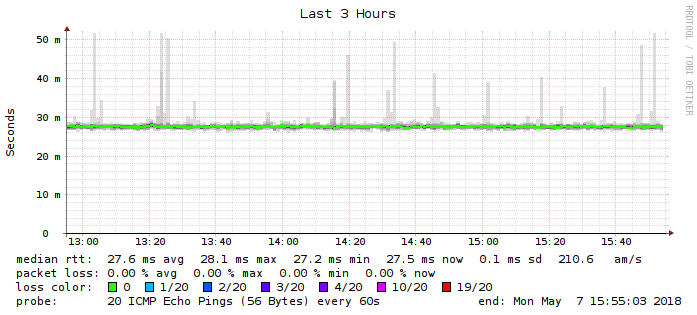 Last 3 Hours
RRDTOOL / TOBI OETIKER
Seconds
50 m
40 m
30 m
20 m
10 m
0
13:00 13:20 13:40 14:00 14:20 14:40 15:00 15:20 15:40
median rtt: 27.6 ms avg 28.1 ms max 27.2 ms min 27.5 ms now 0.1 ms sd 210.6 am/s
packet loss: 0.00 % avg 0.00 % max 0.00 % min 0.00 % now
loss color: 0 1/20 2/20 3/20 4/20 10/20 19/20
probe: 20 ICMP Echo Pings (56 Bytes) every 60s end: Mon May 7 15:55:03 2018